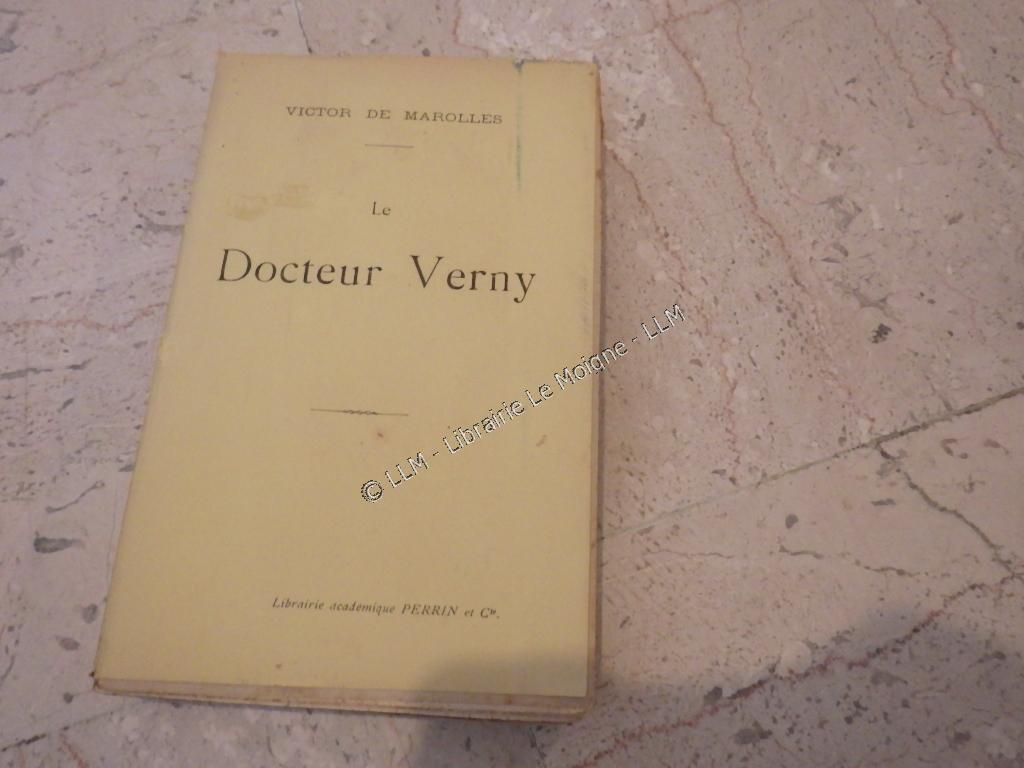 VICTOR DE MAROLLES
Le
Docteur Verny
© LLM - Librairie Le Moigne - LLM
Librairie académique PERRIN et Cie.